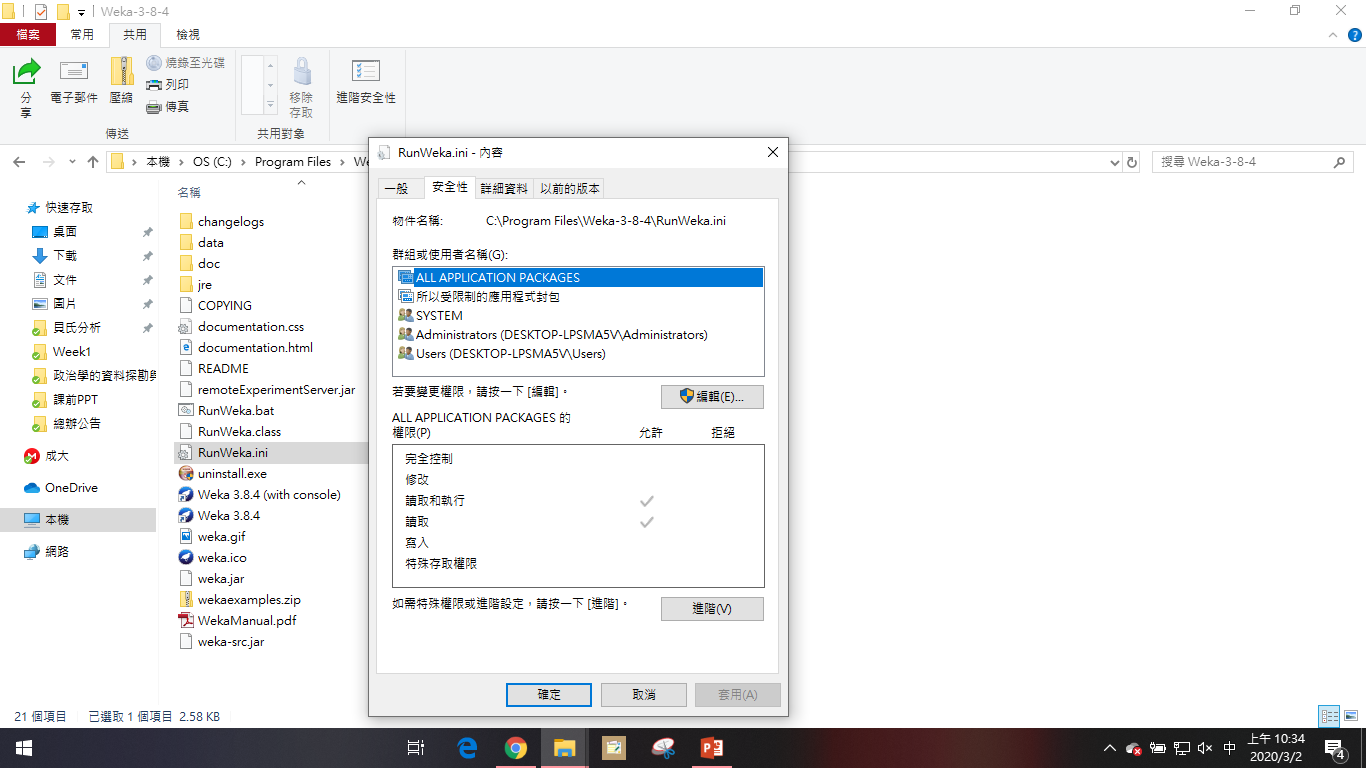 Weka-3-8-4
檔案
常用
共用
檢視
分
享
電子郵件
壓縮
燒錄至光碟
列印
傳真
傳送
移除
存取
共用對象
進階安全性
本機
OS (C:)
Program Files
搜尋 Weka-3-8-4
快速存取
桌面
下載
文件
圖片
貝氏分析
Week1
政治學的資料探勘
課前PPT
總辦公告
成大
OneDrive
本機
網路
名稱
changelogs
data
doc
jre
COPYING
documentation.css
documentation.html
README
remoteExperimentServer.jar
RunWeka.bat
RunWeka.class
RunWeka.ini
uninstall.exe
Weka 3.8.4 (with console)
Weka 3.8.4
weka.gif
weka.ico
weka.jar
wekaexamples.zip
WekaManual.pdf
weka-src.jar
RunWeka.ini - 內容
一般
安全性
詳細資料
以前的版本
物件名稱: C:\Program Files\Weka-3-8-4\RunWeka.ini
群組或使用者名稱(G):
ALL APPLICATION PACKAGES
所以受限制的應用程式封包
SYSTEM
Administrators (DESKTOP-LPSMA5V\Administrators)
Users (DESKTOP-LPSMA5V\Users)
若要變更權限，請按一下 [編輯]。
編輯(E)...
ALL APPLICATION PACKAGES 的
權限(P) 允許 拒絕
完全控制
修改
讀取和執行
讀取
寫入
特殊存取權限
如需特殊權限或進階設定，請按一下 [進階]。
進階(V)
確定
取消
套用(A)
21 個項目 已選取 1 個項目 2.58 KB
中
上午 10:34
2020/3/2
4